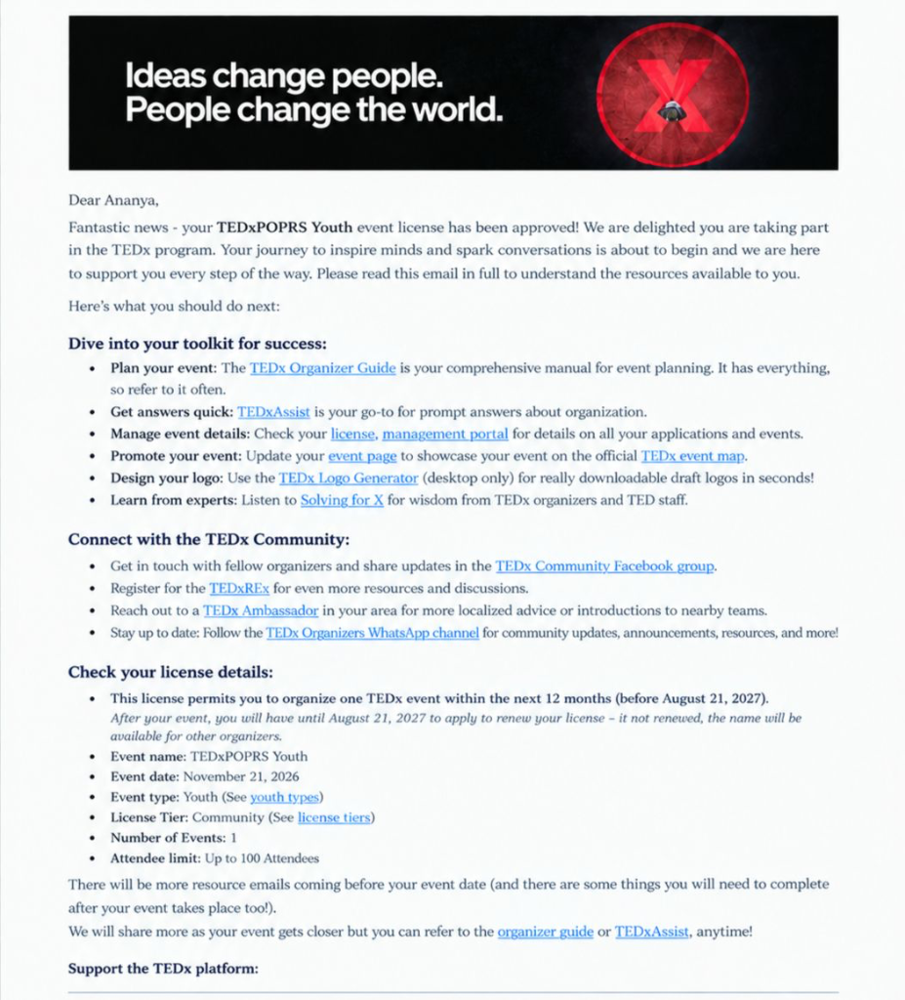 Ideas change people.
People change the world.
X
Dear Ananya,
Fantastic news - your TEDxPOPRS Youth event license has been approved! We are delighted you are taking part
in the TEDx program. Your journey to inspire minds and spark conversations is about to begin and we are here
to support you every step of the way. Please read this email in full to understand the resources available to you.
Here's what you should do next:
Dive into your toolkit for success:
• Plan your event: The TEDx Organizer Guide is your comprehensive manual for event planning. It has everything,
so refer to it often.
• Get answers quick: TEDxAssist is your go-to for prompt answers about organization.
• Manage event details: Check your license, management portal for details on all your applications and events.
• Promote your event: Update your event page to showcase your event on the official TEDx event map.
• Design your logo: Use the TEDx Logo Generator (desktop only) for really downloadable draft logos in seconds!
• Learn from experts: Listen to Solving for X for wisdom from TEDx organizers and TED staff.
Connect with the TEDx Community:
• Get in touch with fellow organizers and share updates in the TEDx Community Facebook group.
• Register for the TEDxREx for even more resources and discussions.
• Reach out to a TEDx Ambassador in your area for more localized advice or introductions to nearby teams.
• Stay up to date: Follow the TEDx Organizers WhatsApp channel for community updates, announcements, resources, and more!
Check your license details:
• This license permits you to organize one TEDx event within the next 12 months (before August 21, 2027).
After your event, you will have until August 21, 2027 to apply to renew your license – it not renewed, the name will be
available for other organizers.
• Event name: TEDxPOPRS Youth
• Event date: November 21, 2026
• Event type: Youth (See youth types)
• License Tier: Community (See license tiers)
• Number of Events: 1
• Attendee limit: Up to 100 Attendees
There will be more resource emails coming before your event date (and there are some things you will need to complete
after your event takes place too!).
We will share more as your event gets closer but you can refer to the organizer guide or TEDxAssist, anytime!
Support the TEDx platform: